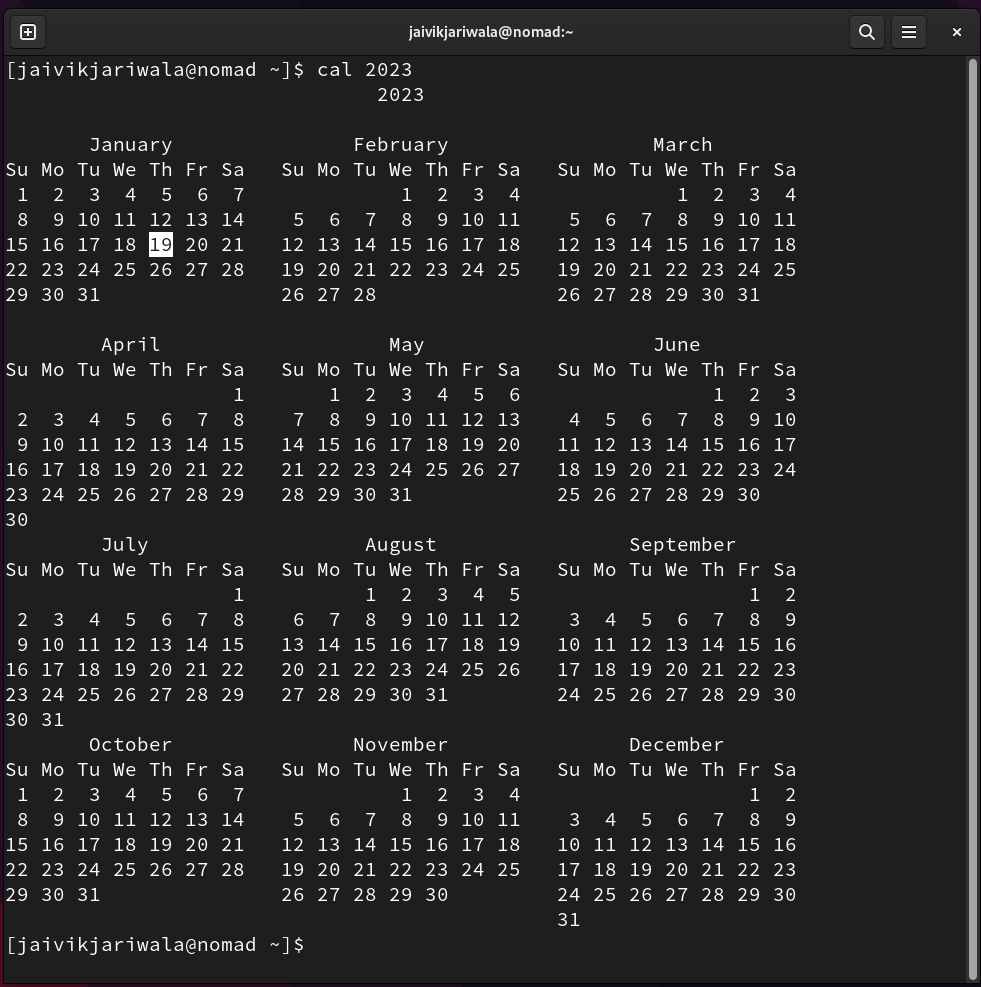 jaivikjariwala@nomad:~
[jaivikjariwala@nomad ~]$ cal 2023
                               2023

       January                February                 March
Su Mo Tu We Th Fr Sa   Su Mo Tu We Th Fr Sa   Su Mo Tu We Th Fr Sa
 1  2  3  4  5  6  7             1  2  3  4             1  2  3  4
 8  9 10 11 12 13 14    5  6  7  8  9 10 11    5  6  7  8  9 10 11
15 16 17 18 19 20 21   12 13 14 15 16 17 18   12 13 14 15 16 17 18
22 23 24 25 26 27 28   19 20 21 22 23 24 25   19 20 21 22 23 24 25
29 30 31               26 27 28               26 27 28 29 30 31

        April                   May                   June
Su Mo Tu We Th Fr Sa   Su Mo Tu We Th Fr Sa   Su Mo Tu We Th Fr Sa
                   1       1  2  3  4  5  6                1  2  3
 2  3  4  5  6  7  8    7  8  9 10 11 12 13    4  5  6  7  8  9 10
 9 10 11 12 13 14 15   14 15 16 17 18 19 20   11 12 13 14 15 16 17
16 17 18 19 20 21 22   21 22 23 24 25 26 27   18 19 20 21 22 23 24
23 24 25 26 27 28 29   28 29 30 31            25 26 27 28 29 30
30
        July                  August                September
Su Mo Tu We Th Fr Sa   Su Mo Tu We Th Fr Sa   Su Mo Tu We Th Fr Sa
                   1          1  2  3  4  5                   1  2
 2  3  4  5  6  7  8    6  7  8  9 10 11 12    3  4  5  6  7  8  9
 9 10 11 12 13 14 15   13 14 15 16 17 18 19   10 11 12 13 14 15 16
16 17 18 19 20 21 22   20 21 22 23 24 25 26   17 18 19 20 21 22 23
23 24 25 26 27 28 29   27 28 29 30 31         24 25 26 27 28 29 30
30 31
       October               November               December
Su Mo Tu We Th Fr Sa   Su Mo Tu We Th Fr Sa   Su Mo Tu We Th Fr Sa
 1  2  3  4  5  6  7             1  2  3  4                   1  2
 8  9 10 11 12 13 14    5  6  7  8  9 10 11    3  4  5  6  7  8  9
15 16 17 18 19 20 21   12 13 14 15 16 17 18   10 11 12 13 14 15 16
22 23 24 25 26 27 28   19 20 21 22 23 24 25   17 18 19 20 21 22 23
29 30 31               26 27 28 29 30         24 25 26 27 28 29 30
                                              31
[jaivikjariwala@nomad ~]$